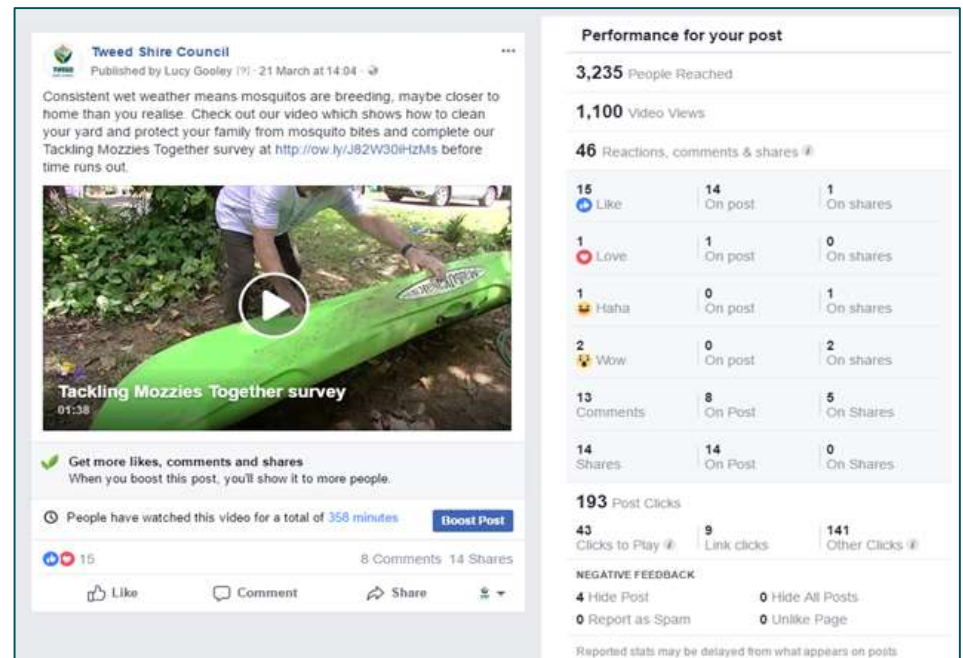 Tweed Shire Council
Published by Lucy Gooley [?] · 21 March at 14:04 ·
Consistent wet weather means mosquitos are breeding, maybe closer to
home than you realise. Check out our video which shows how to clean
your yard and protect your family from mosquito bites and complete our
Tackling Mozzies Together survey at http://ow.ly/J82W30iHzMs before
time runs out.
Tackling Mozzies Together survey
01:38
Get more likes, comments and shares
When you boost this post, you'll show it to more people.
People have watched this video for a total of 358 minutes
Boost Post
15
8 Comments 14 Shares
Like Comment Share
Performance for your post
3,235 People Reached
1,100 Video Views
46 Reactions, comments & shares
15 14 1
Like On post On shares
1 1 0
Love On post On shares
1 0 1
Haha On post On shares
2 0 2
Wow On post On shares
13 8 5
Comments On Post On Shares
14 14 0
Shares On Post On Shares
193 Post Clicks
43 9 141
Clicks to Play Link clicks Other Clicks
NEGATIVE FEEDBACK
4 Hide Post 0 Hide All Posts
0 Report as Spam 0 Unlike Page
Reported stats may be delayed from what appears on posts